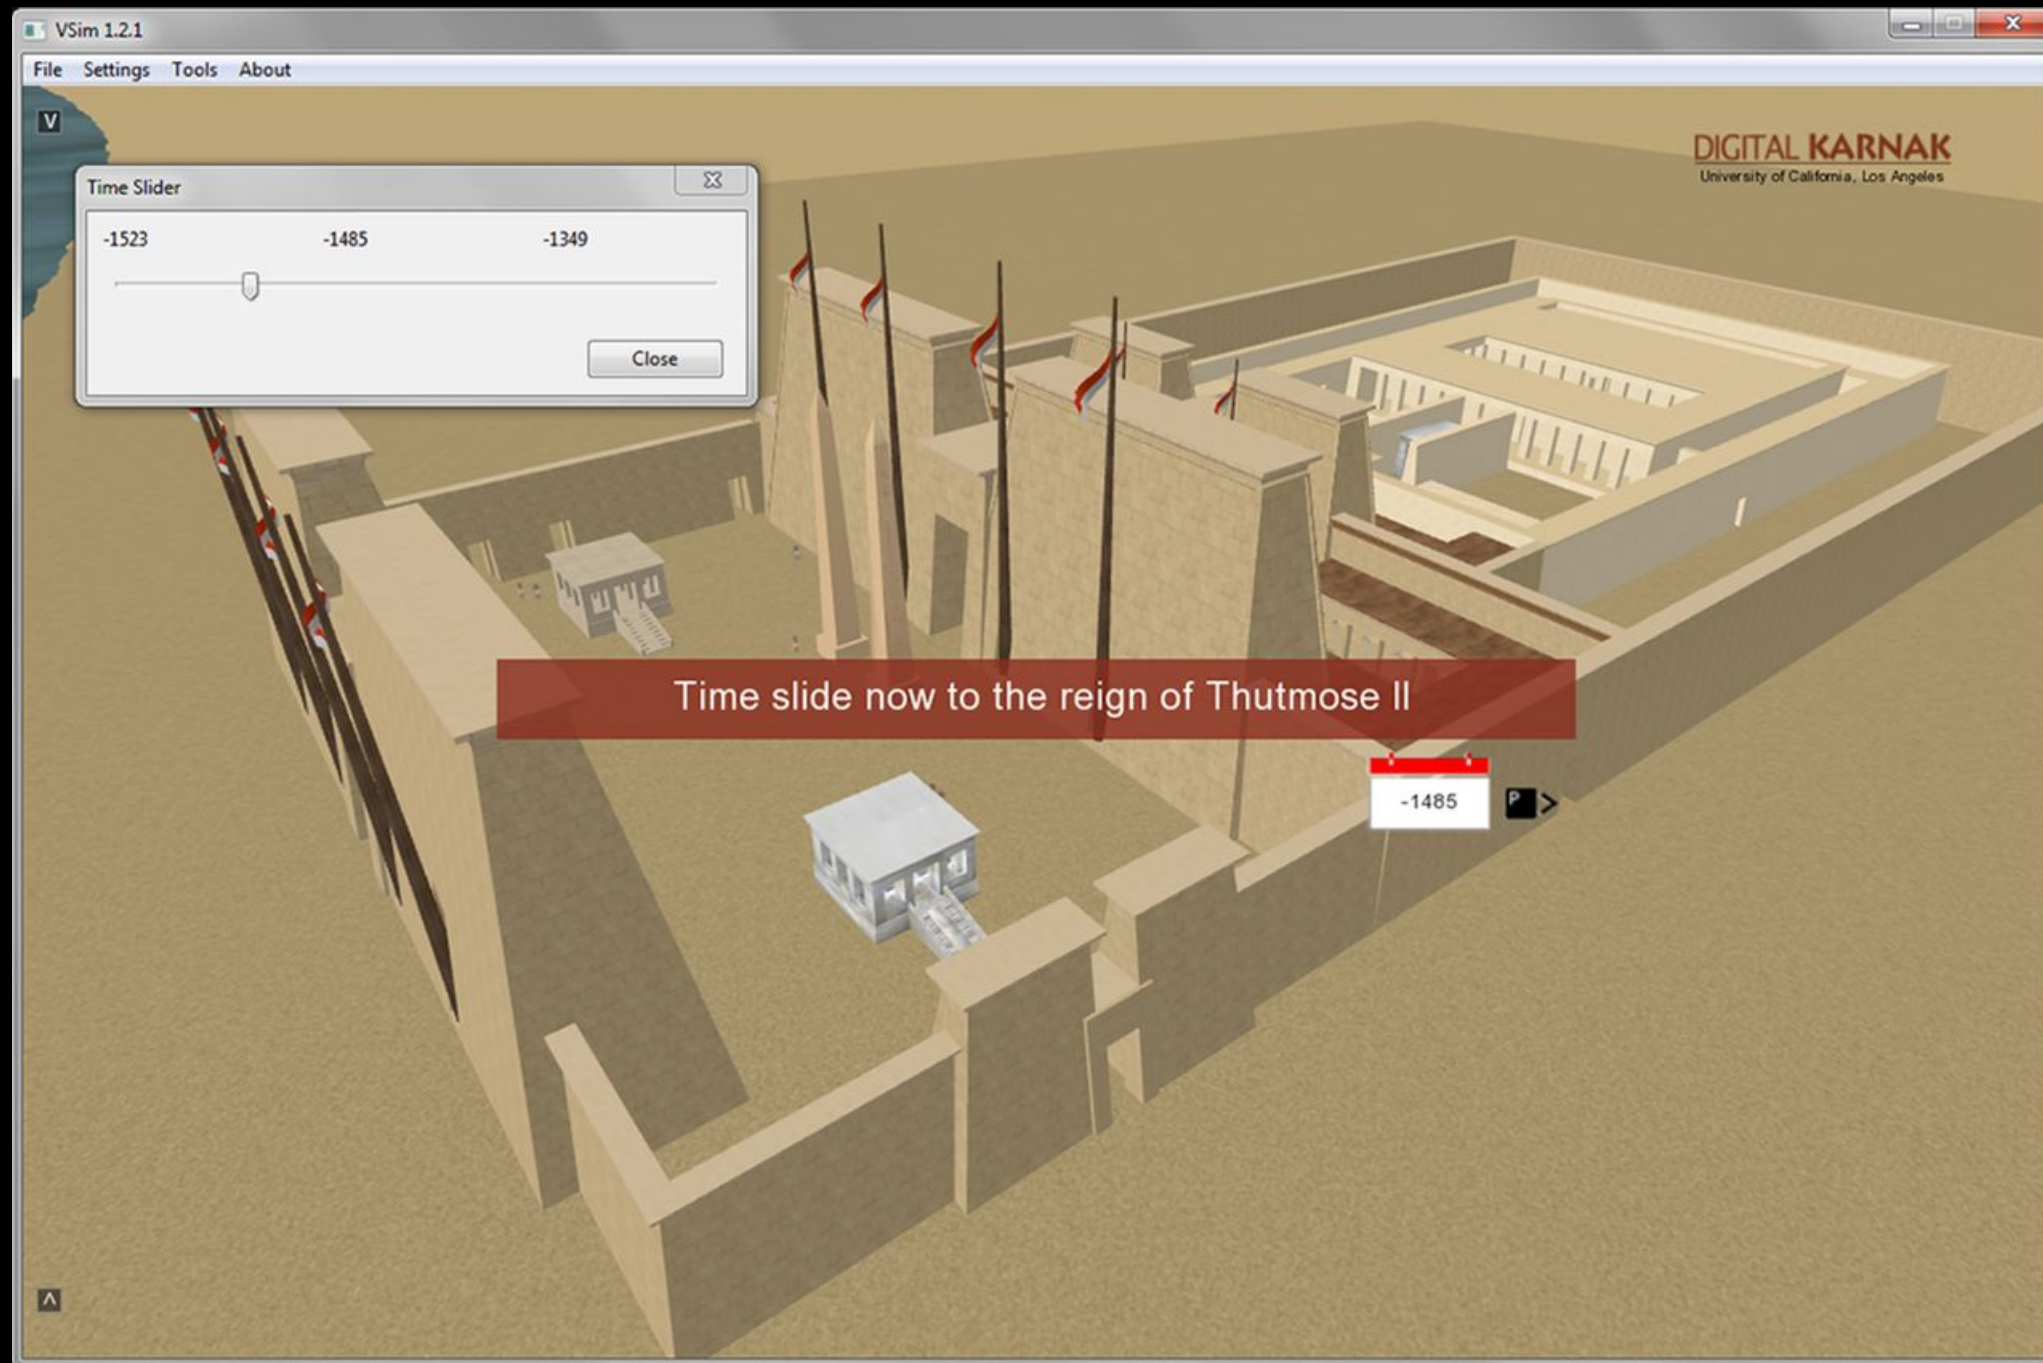 VSim 1.2.1
File Settings Tools About
V
DIGITAL KARNAK
University of California, Los Angeles
Time Slider
-1523 -1485 -1349
Close
Time slide now to the reign of Thutmose II
-1485
P >
^